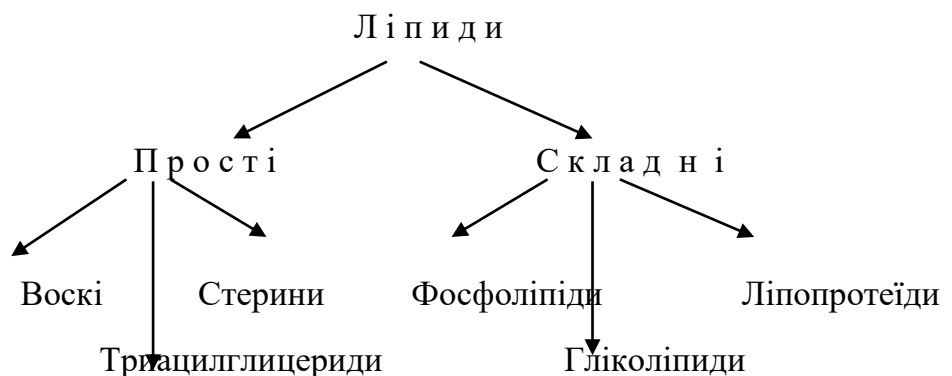 Л і п и д и
П р о с т і С к л а д н і
Воскі Стерини Фосфоліпіди Ліпопротеїди
Триацилглицериди Гліколіпиди